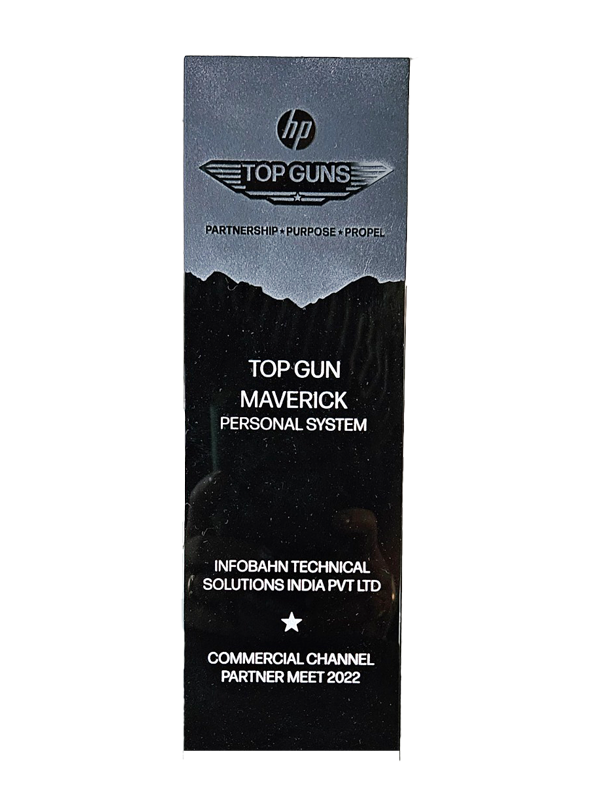 hp
TOP GUNS
PARTNERSHIP ★ PURPOSE ★ PROPEL
TOP GUN
MAVERICK
PERSONAL SYSTEM
INFOBAHN TECHNICAL
SOLUTIONS INDIA PVT LTD
COMMERCIAL CHANNEL
PARTNER MEET 2022